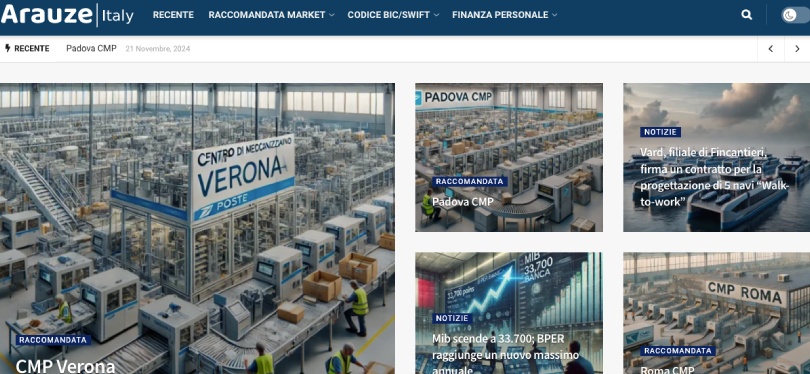 Arauze Italy
RECENTE RACCOMANDATA MARKET CODICE BIC/SWIFT FINANZA PERSONALE
RECENTE Padova CMP 21 Novembre, 2024
CENTRO DI MECCNIZZZANO
VERONA
POSTE
RACCOMANDATA
CMP Verona
PADOVA CMP
RACCOMANDATA
Padova CMP
NOTIZIE
Vard, filiale di Fincantieri,
firma un contratto per la
progettazione di 5 navi “Walk-
to-work”
MIB
33.700
BANCA
NOTIZIE
Mib scende a 33.700; BPER
raggiunge un nuovo massimo
annuale
CMP ROMA
RACCOMANDATA
Roma CMP